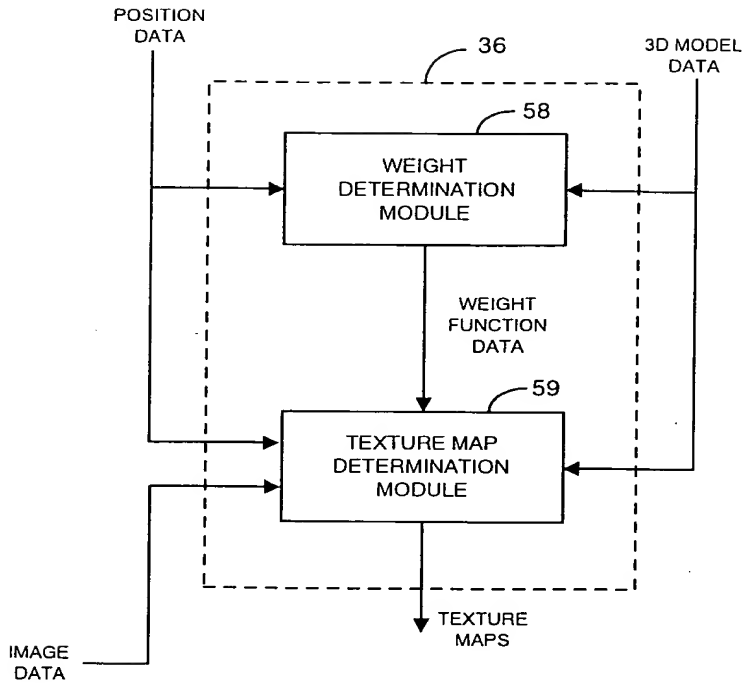 POSITION
DATA
36
3D MODEL
DATA
58
WEIGHT
DETERMINATION
MODULE
WEIGHT
FUNCTION
DATA
59
TEXTURE MAP
DETERMINATION
MODULE
TEXTURE
MAPS
IMAGE
DATA